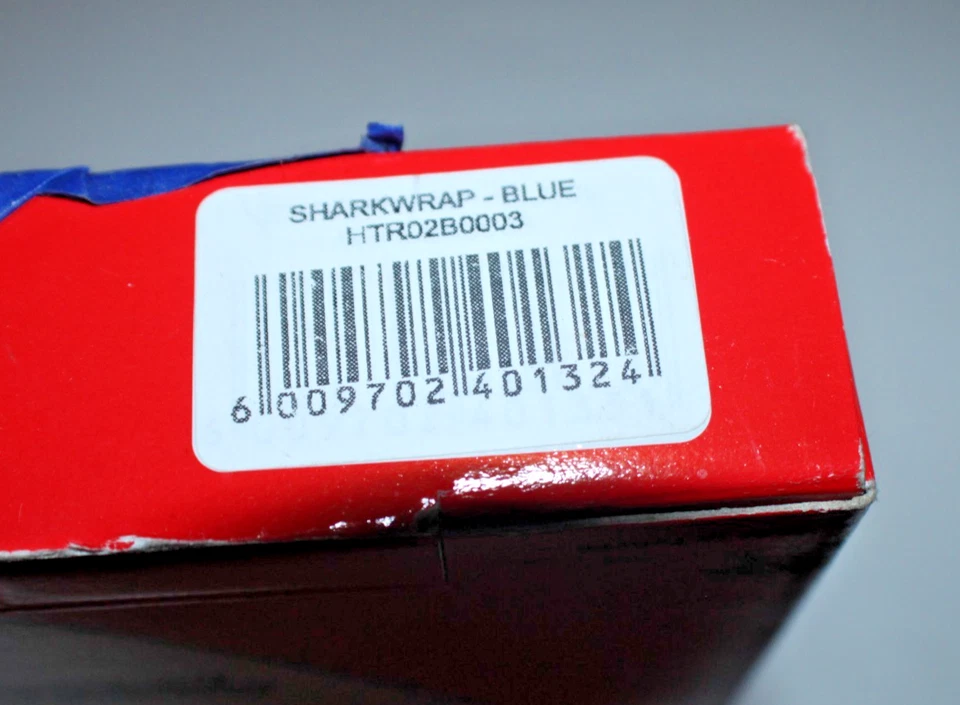 SHARKWRAP - BLUE
HTR02B0003
6 009702 401324